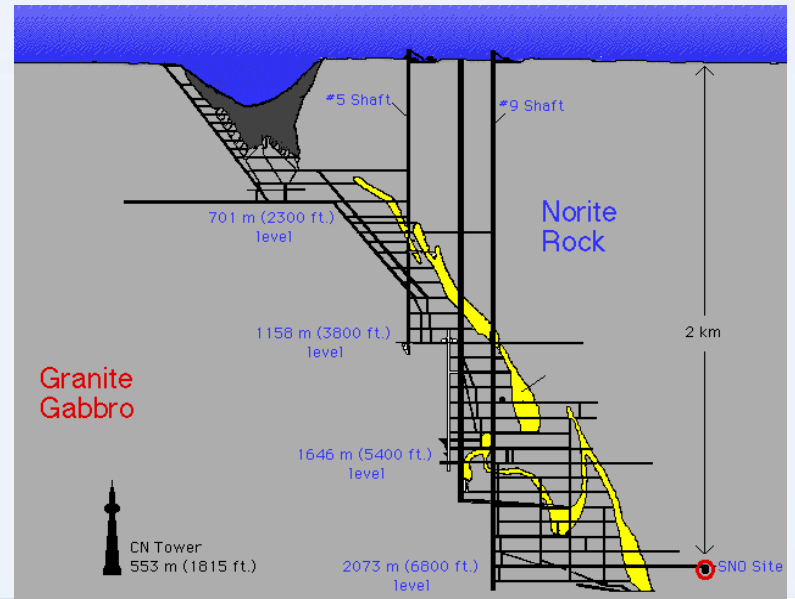 #5 Shaft
#9 Shaft
Norite
Rock
701 m (2300 ft.)
level
2 km
1158 m (3800 ft.)
level
Granite
Gabbro
1646 m (5400 ft.)
level
CN Tower
553 m (1815 ft.)
2073 m (6800 ft.)
level
SNO Site